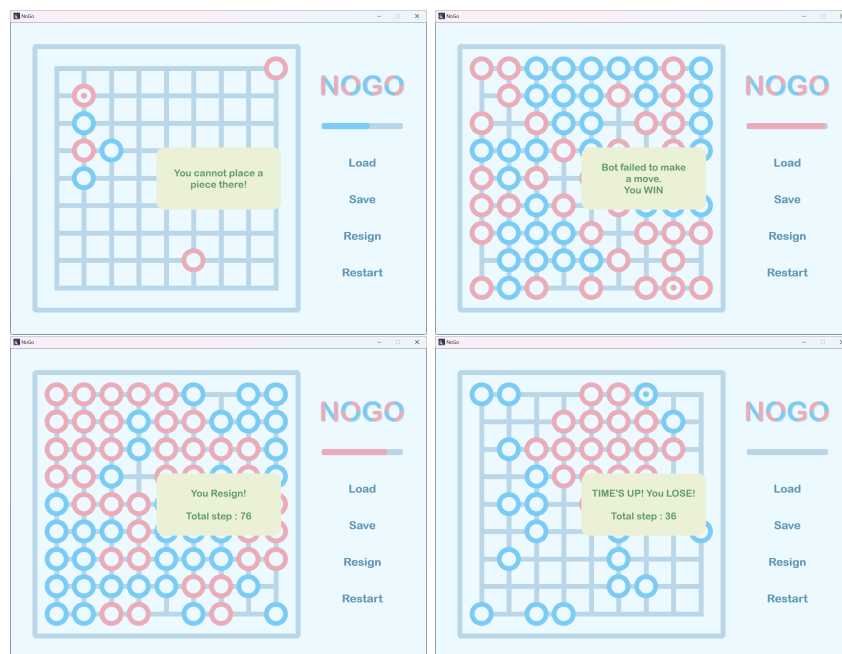 NoGo
NOGO
You cannot place a
piece there!
Load
Save
Resign
Restart
NoGo
NOGO
Bot failed to make
a move.
You WIN
Load
Save
Resign
Restart
NoGo
NOGO
You Resign!
Total step : 76
Load
Save
Resign
Restart
NoGo
NOGO
TIME'S UP! You LOSE!
Total step : 36
Load
Save
Resign
Restart